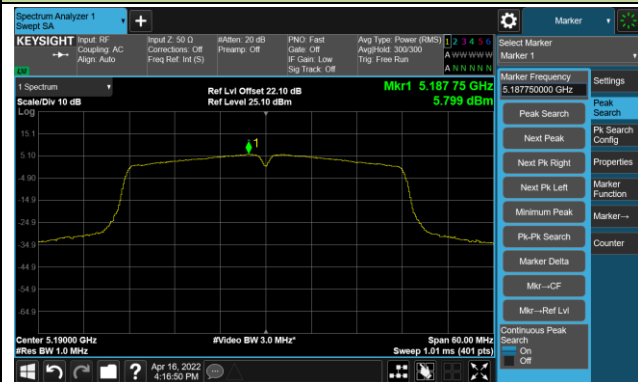 Spectrum Analyzer 1
Swept SA
Marker
KEYSIGHT
Input: RF
Coupling: AC
Align: Auto
Input Z: 50 Ω
Corrections: Off
Freq Ref: Int (S)
#Atten: 20 dB
Preamp: Off
PNO: Fast
Gate: Off
IF Gain: Low
Sig Track: Off
Avg Type: Power (RMS)
Avg|Hold: 300/300
Trig: Free Run
1 2 3 4 5 6
A W W W W W
A N N N N N
LXI
Select Marker
Marker 1
1 Spectrum
Scale/Div 10 dB
Log
Ref Lvl Offset 22.10 dB
Ref Level 25.10 dBm
Mkr1 5.187 75 GHz
5.799 dBm
15.1
5.10
-4.90
-14.9
-24.9
-34.9
-44.9
-54.9
-64.9
1
Center 5.19000 GHz
#Res BW 1.0 MHz
#Video BW 3.0 MHz*
Span 60.00 MHz
Sweep 1.01 ms (401 pts)
Marker Frequency
5.187750000 GHz
Peak Search
Next Peak
Next Pk Right
Next Pk Left
Minimum Peak
Pk-Pk Search
Marker Delta
Mkr→CF
Mkr→Ref Lvl
Continuous Peak
Search
On
Off
Settings
Peak
Search
Pk Search
Config
Properties
Marker
Function
Marker→
Counter
Apr 16, 2022
4:16:50 PM